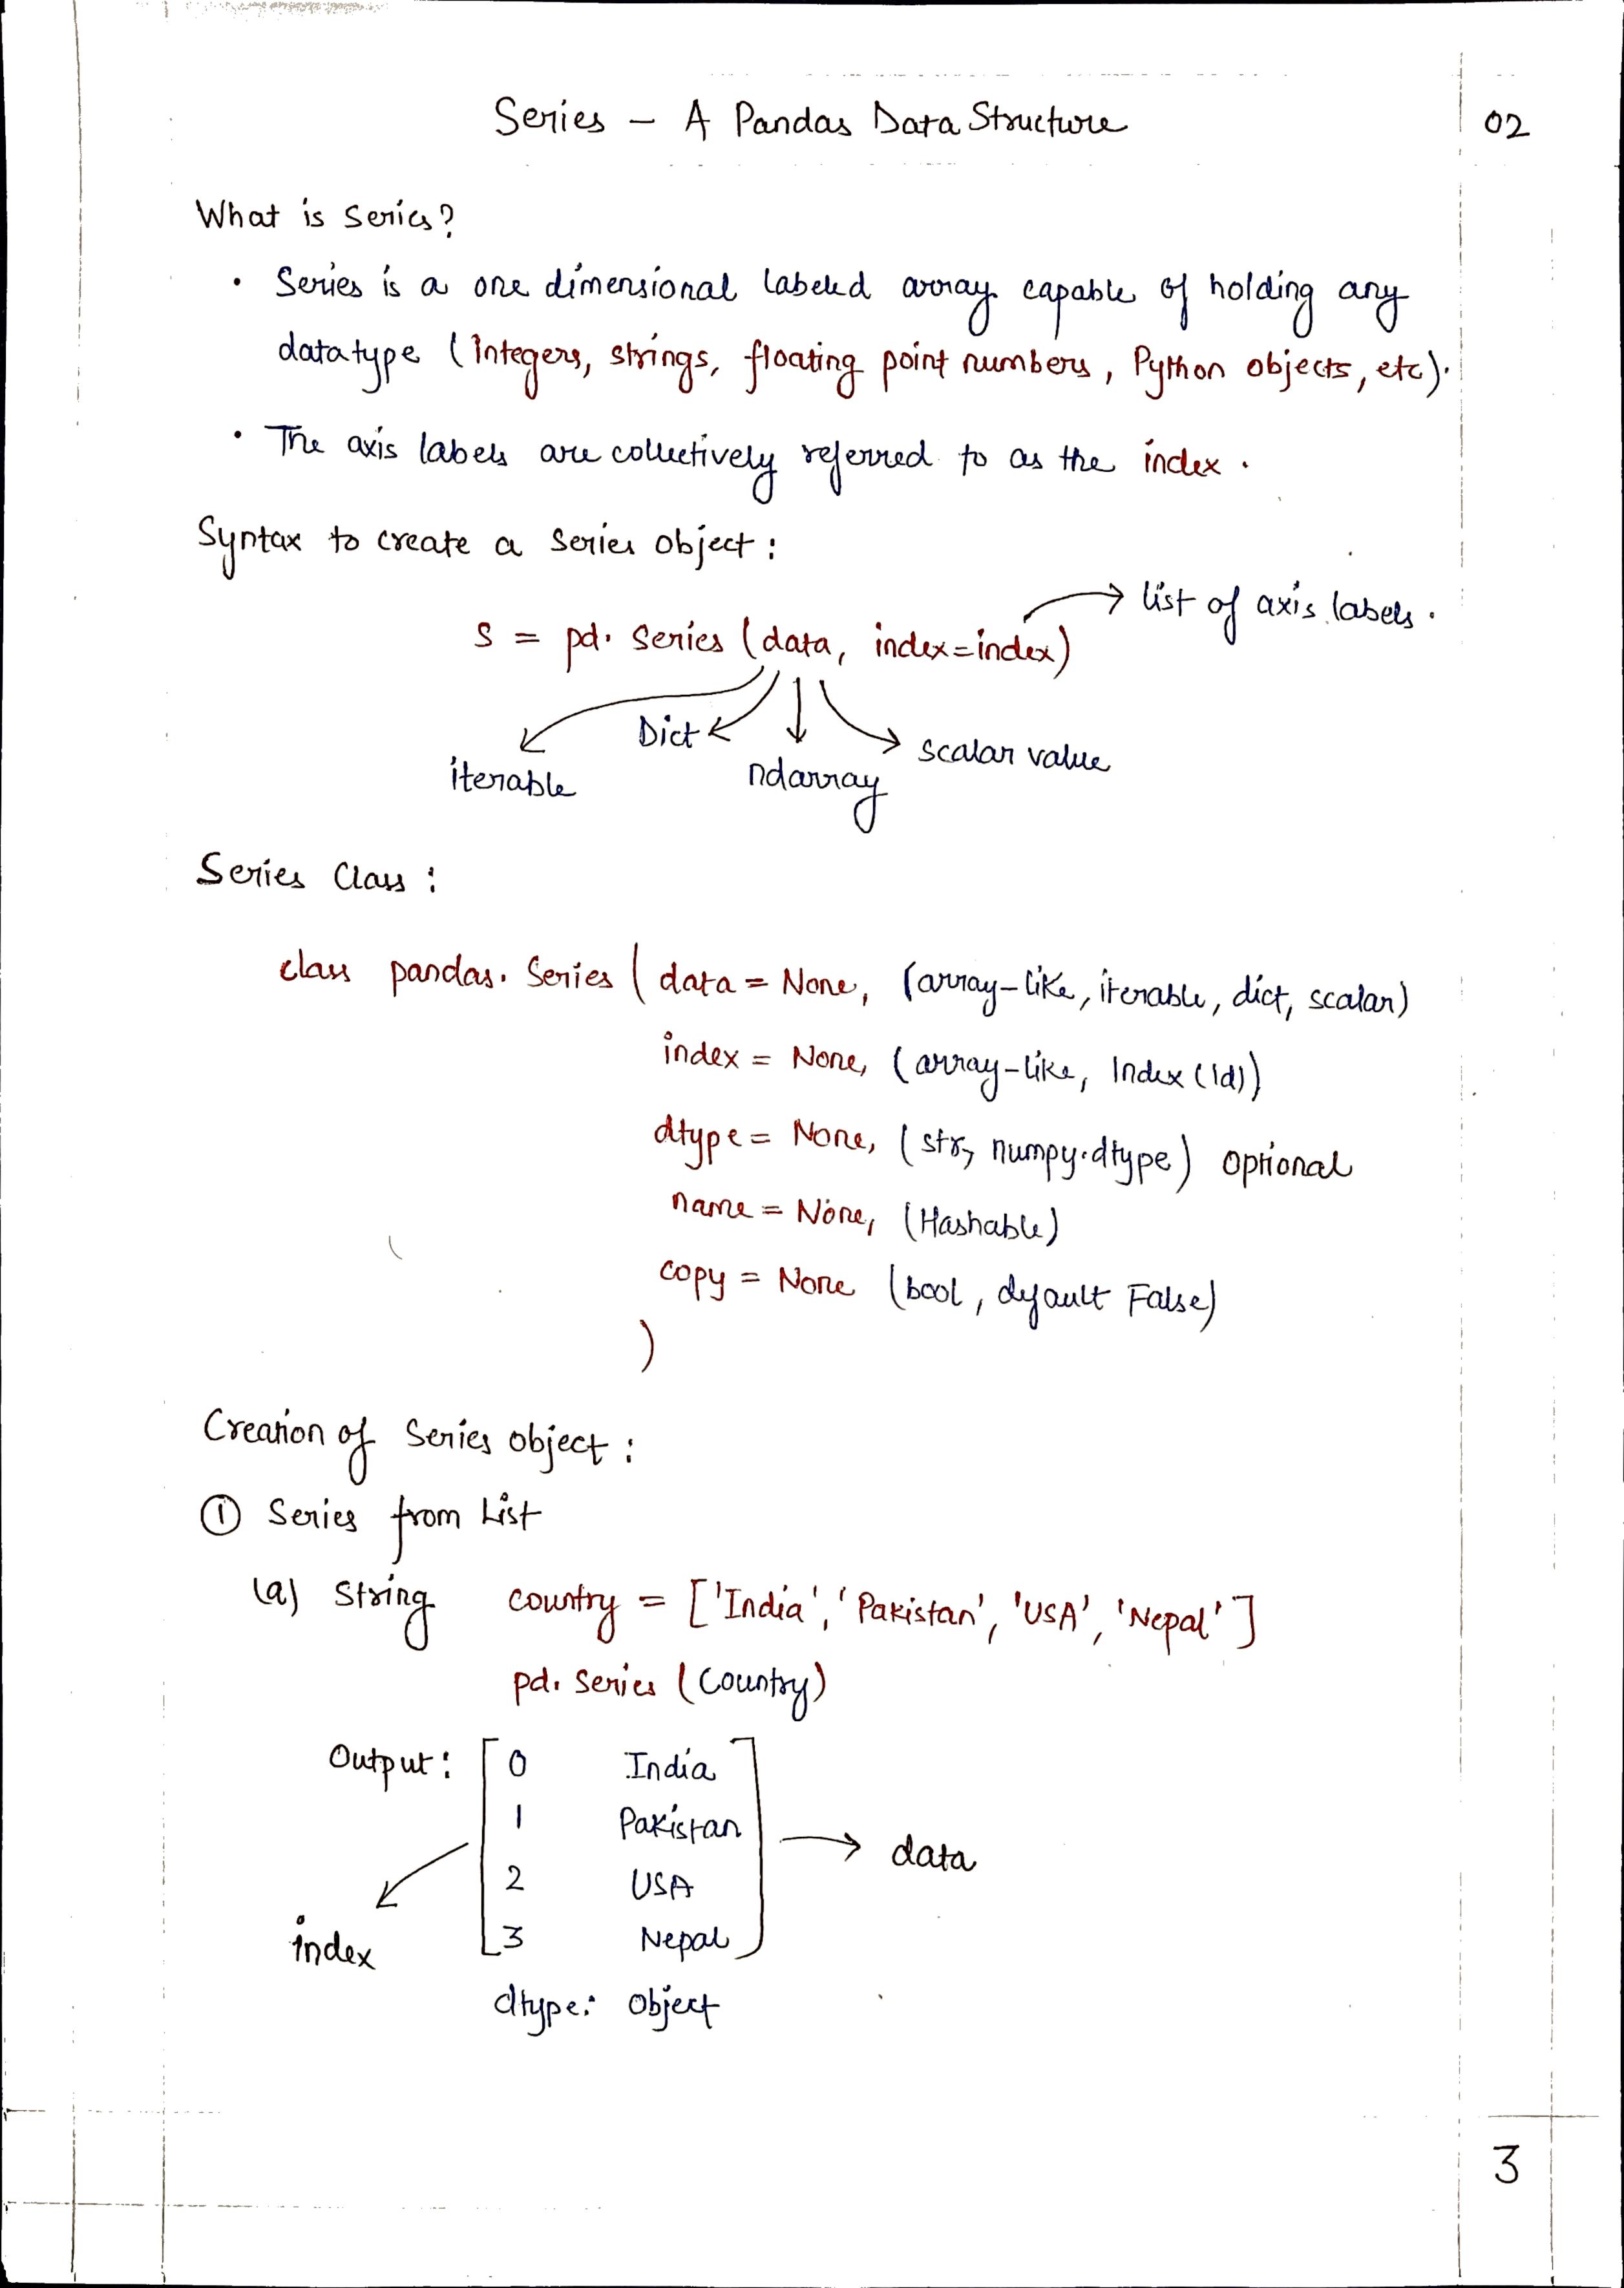 Series – A Pandas Data Structure
02
What is Series?
• Series is a one dimensional labeled array capable of holding any
datatype (Integers, strings, floating point numbers, Python objects, etc).
• The axis labels are collectively referred to as the index.
Syntax to create a Series object:
list of axis labels.
s = pd. Series (data, index=index)
Dict
scalar value
iterable
ndarray
Series Class:
class pandas. Series ( data = None, (array-like, iterable, dict, scalar)
index = None, (array-like, Index (1d))
dtype = None, (str, numpy.dtype) optional
name = None, (Hashable)
copy = None (bool, default False)
)
Creation of Series object:
① Series from List
(a) String country = ['India', 'Pakistan', 'USA', 'Nepal']
pd. Series (Country)
Output: 0 India
1 Pakistan
data
2 USA
index
3 Nepal
dtype: Object
3